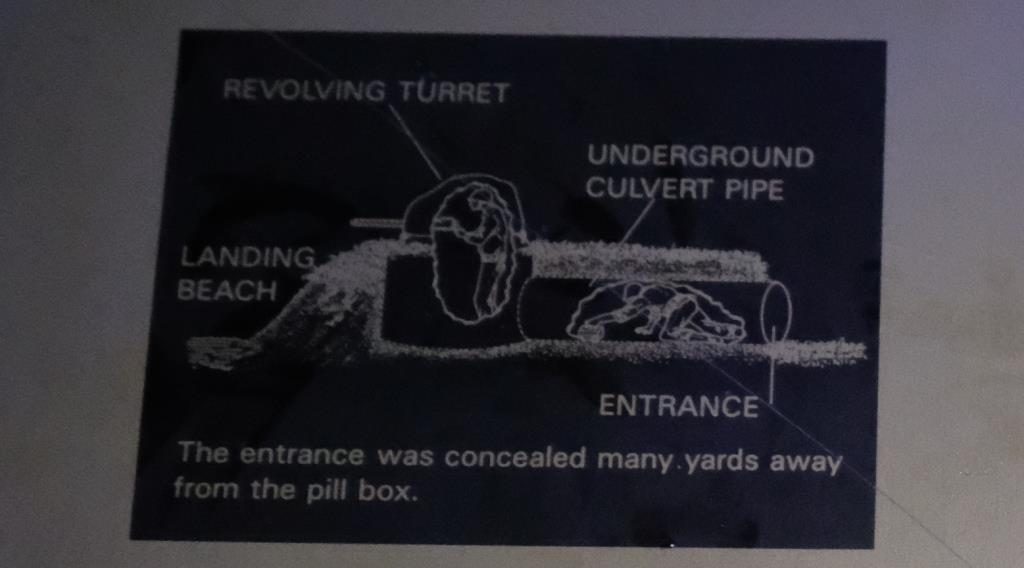 REVOLVING TURRET
UNDERGROUND
CULVERT PIPE
LANDING
BEACH
ENTRANCE
The entrance was concealed many yards away
from the pill box.